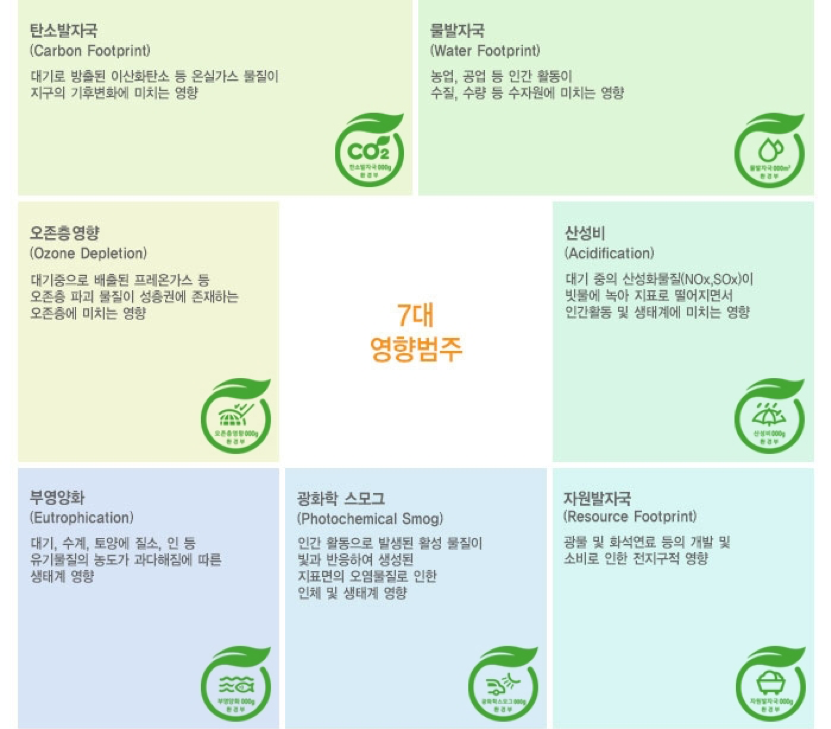 탄소발자국
(Carbon Footprint)
대기로 방출된 이산화탄소 등 온실가스 물질이
지구의 기후변화에 미치는 영향
CO2
탄소발자국 000g
환경부
물발자국
(Water Footprint)
농업, 공업 등 인간 활동이
수질, 수량 등 수자원에 미치는 영향
물발자국 000m³
환경부
오존층영향
(Ozone Depletion)
대기중으로 배출된 프레온가스 등
오존층 파괴 물질이 성층권에 존재하는
오존층에 미치는 영향
오존층영향 000g
환경부
7대
영향범주
산성비
(Acidification)
대기 중의 산성화물질(NOx,SOx)이
빗물에 녹아 지표로 떨어지면서
인간활동 및 생태계에 미치는 영향
산성비 000g
환경부
부영양화
(Eutrophication)
대기, 수계, 토양에 질소, 인 등
유기물질의 농도가 과다해짐에 따른
생태계 영향
부영양화 000g
환경부
광화학 스모그
(Photochemical Smog)
인간 활동으로 발생된 활성 물질이
빛과 반응하여 생성된
지표면의 오염물질로 인한
인체 및 생태계 영향
광화학스모그 000g
환경부
자원발자국
(Resource Footprint)
광물 및 화석연료 등의 개발 및
소비로 인한 전지구적 영향
자원발자국 000g
환경부